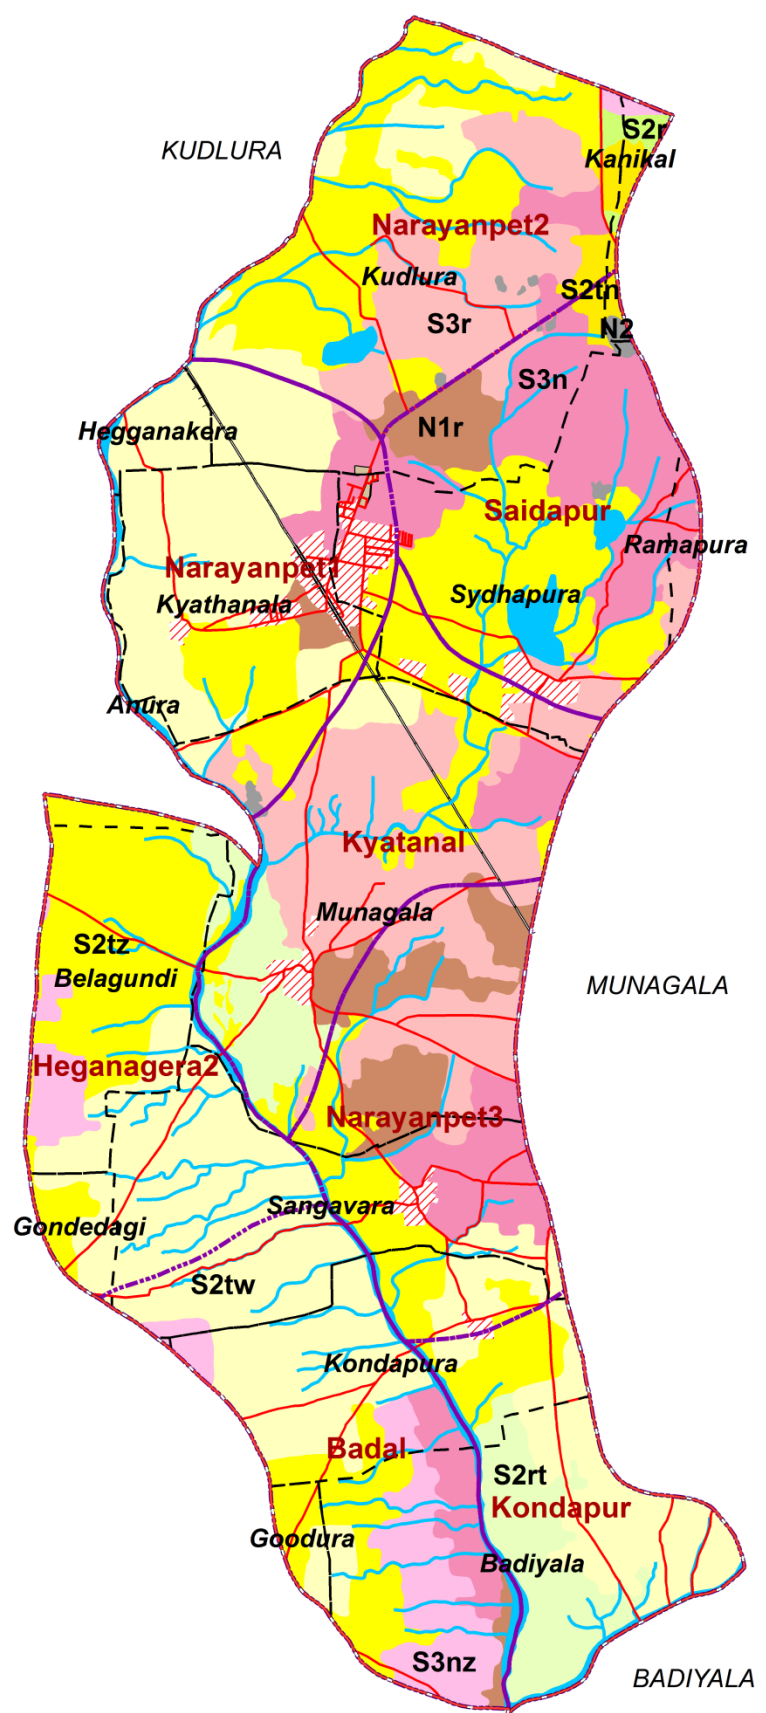 S2r
KUDLURA
Kanikal
Narayanpet2
Kudlura
S2tn
S3r
N2
S3n
N1r
Hegganakera
Saidapur
Ramapura
Narayanpet1
Sydhapura
Kyathanala
Anura
Kyatanal
Munagala
S2tz
Belagundi
MUNAGALA
Heganagera2
Narayanpet3
Sangavara
Gondedagi
S2tw
Kondapura
Badal
S2rt
Kondapur
Goodura
Badiyala
S3nz
BADIYALA